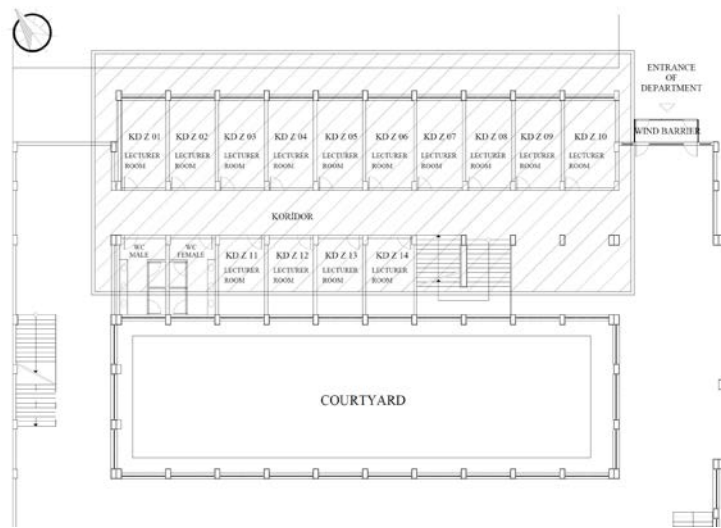 ENTRANCE
OF
DEPARTMENT
WIND BARRIER
KD Z 01
LECTURER
ROOM
KD Z 02
LECTURER
ROOM
KD Z 03
LECTURER
ROOM
KD Z 04
LECTURER
ROOM
KD Z 05
LECTURER
ROOM
KD Z 06
LECTURER
ROOM
KD Z 07
LECTURER
ROOM
KD Z 08
LECTURER
ROOM
KD Z 09
LECTURER
ROOM
KD Z 10
LECTURER
ROOM
KORİDOR
WC
MALE
WC
FEMALE
KD Z 11
LECTURER
ROOM
KD Z 12
LECTURER
ROOM
KD Z 13
LECTURER
ROOM
KD Z 14
LECTURER
ROOM
COURTYARD